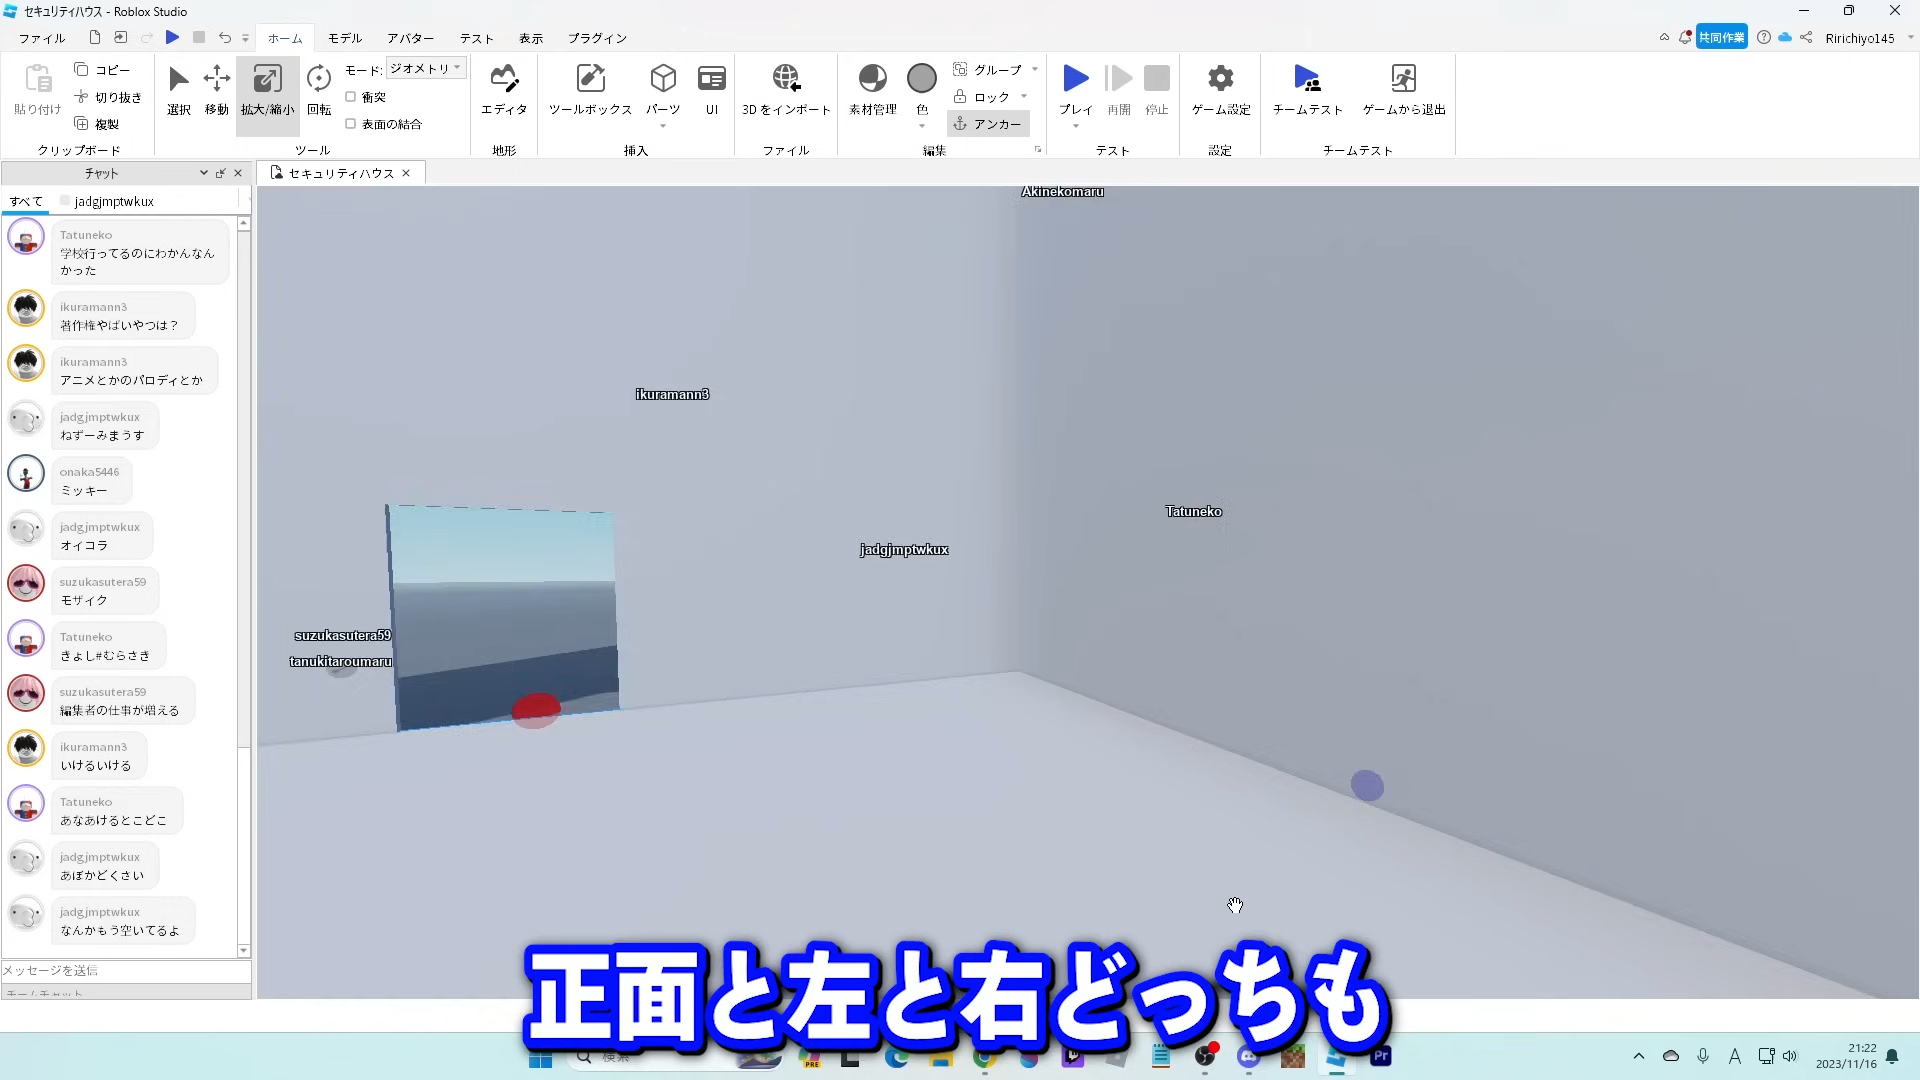 セキュリティハウス - Roblox Studio
ファイル
ホーム
モデル
アバター
テスト
表示
プラグイン
共同作業
Ririchiyo145
貼り付け
コピー
切り抜き
複製
クリップボード
選択
移動
拡大/縮小
回転
モード:
ジオメトリ
衝突
表面の結合
ツール
エディタ
地形
ツールボックス
パーツ
UI
挿入
3D をインポート
ファイル
素材管理
色
グループ
ロック
アンカー
編集
プレイ
再開
停止
テスト
ゲーム設定
設定
チームテスト
ゲームから退出
チームテスト
チャット
セキュリティハウス
すべて
jadgjmptwkux
Tatuneko
学校行ってるのにわかんなん
かった
ikuramann3
著作権やばいやつは？
ikuramann3
アニメとかのパロディとか
jadgjmptwkux
ねずーみまうす
onaka5446
ミッキー
jadgjmptwkux
オイコラ
suzukasutera59
モザイク
Tatuneko
きょし#むらさき
suzukasutera59
編集者の仕事が増える
ikuramann3
いけるいける
Tatuneko
あなあけるとこどこ
jadgjmptwkux
あぼかどくさい
jadgjmptwkux
なんかもう空いてるよ
メッセージを送信
チームチャット
Akinekomaru
ikuramann3
Tatuneko
jadgjmptwkux
suzukasutera59
tanukitaroumaru
正面と左と右どっちも
検索
PRE
Pr
A
21:22
2023/11/16